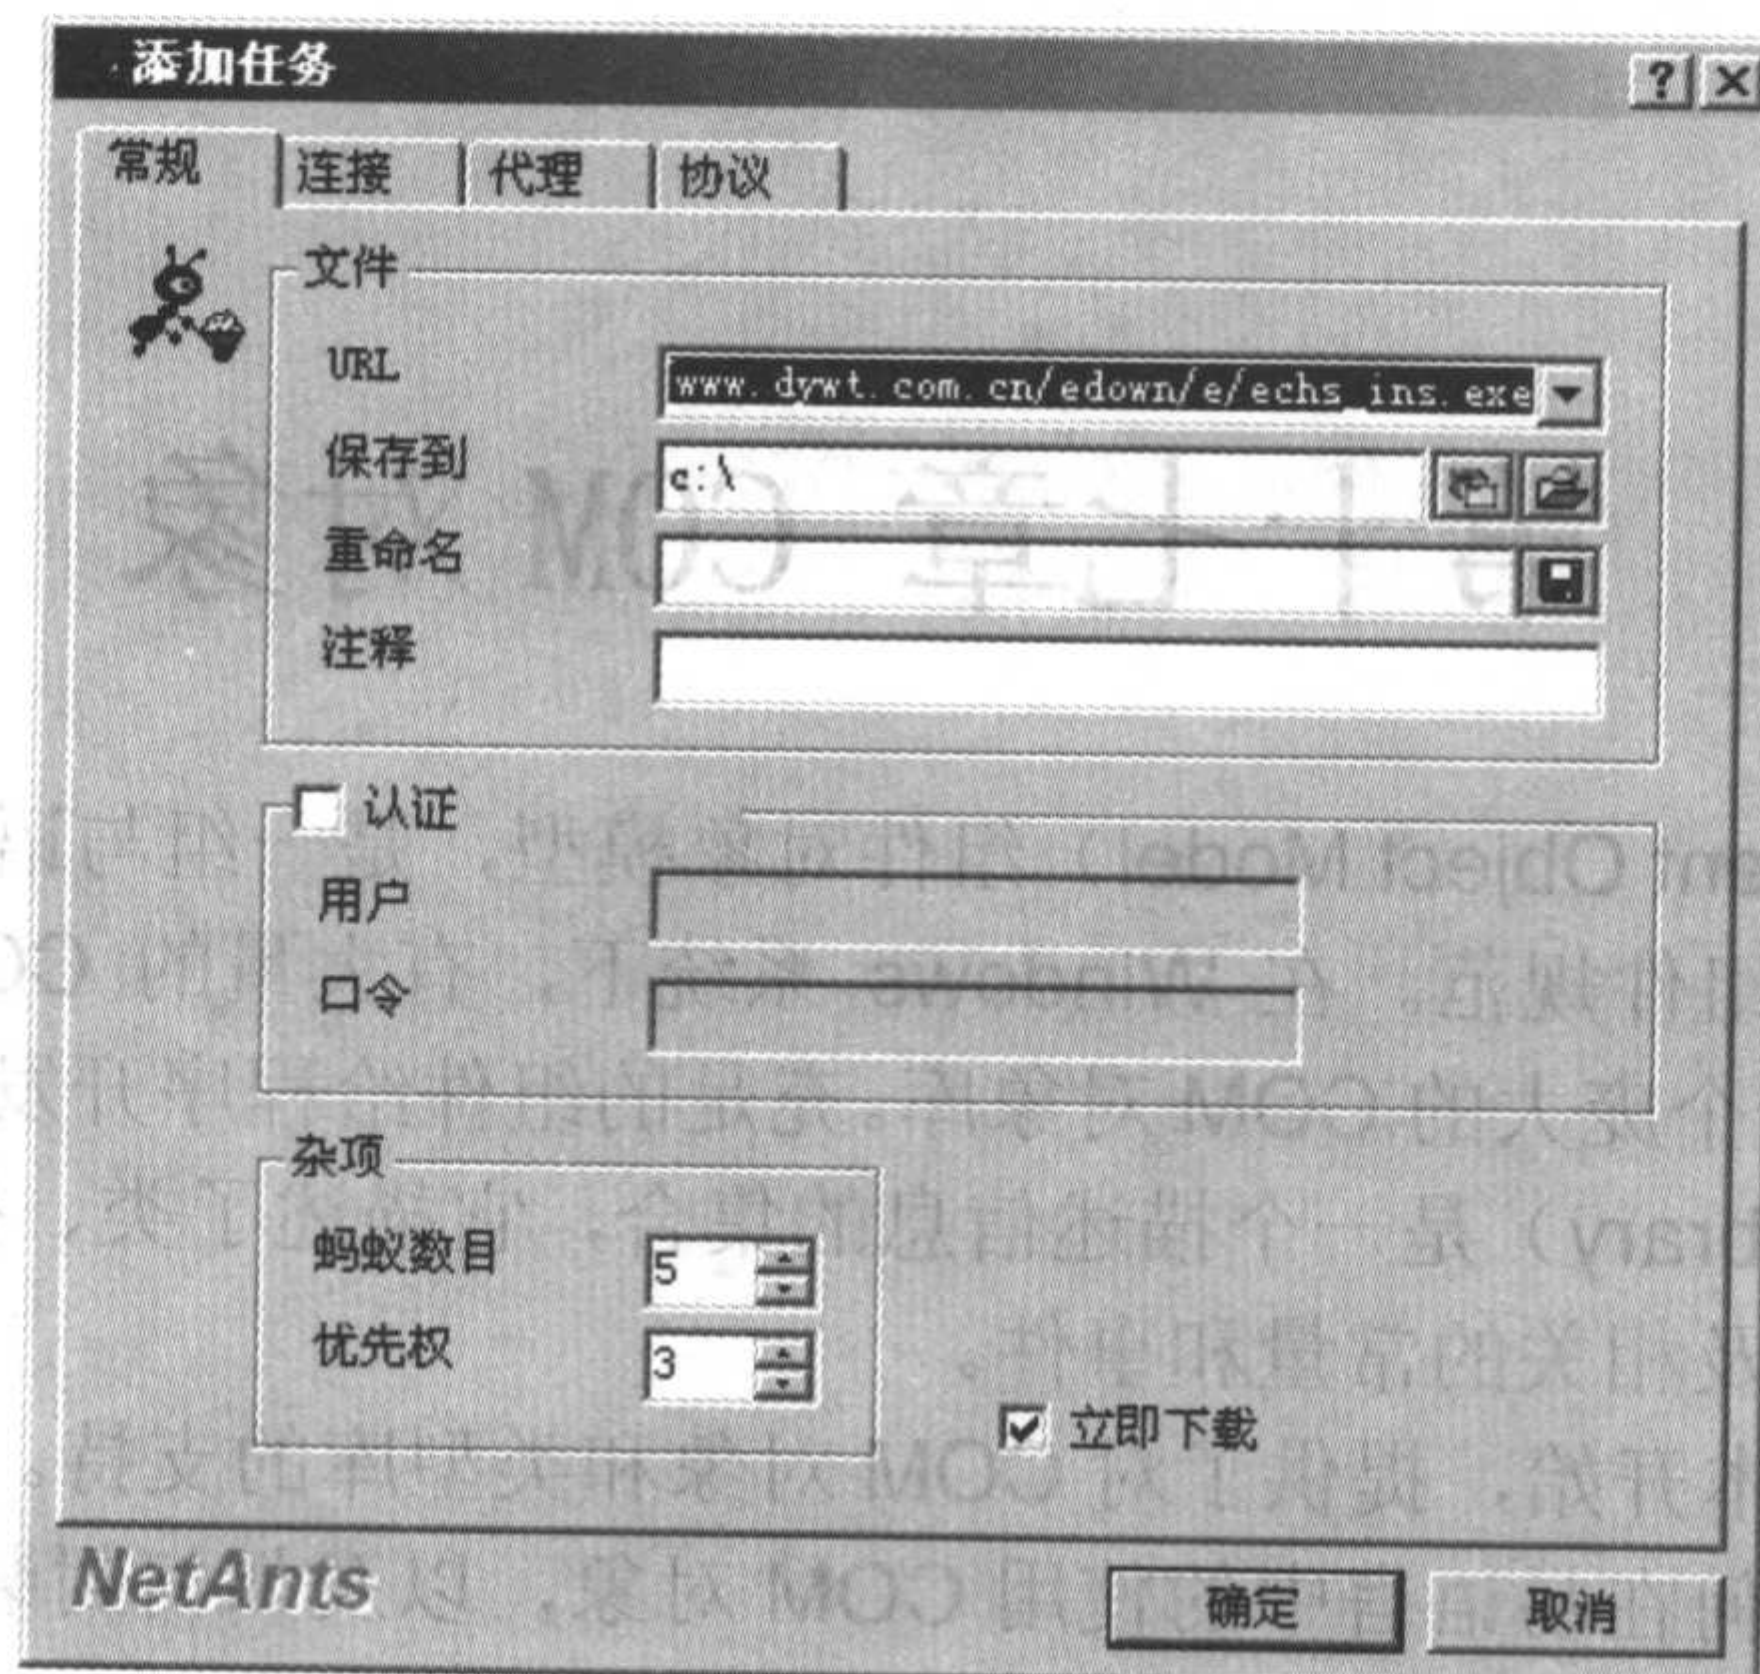 添加任务
常规 连接 代理 协议
文件
URL www.dywt.com.cn/edown/e/echs_ins.exe
保存到 c:\
重命名
注释
认证
用户
口令
杂项
蚂蚁数目 5
优先权 3
立即下载
NetAnts
确定 取消